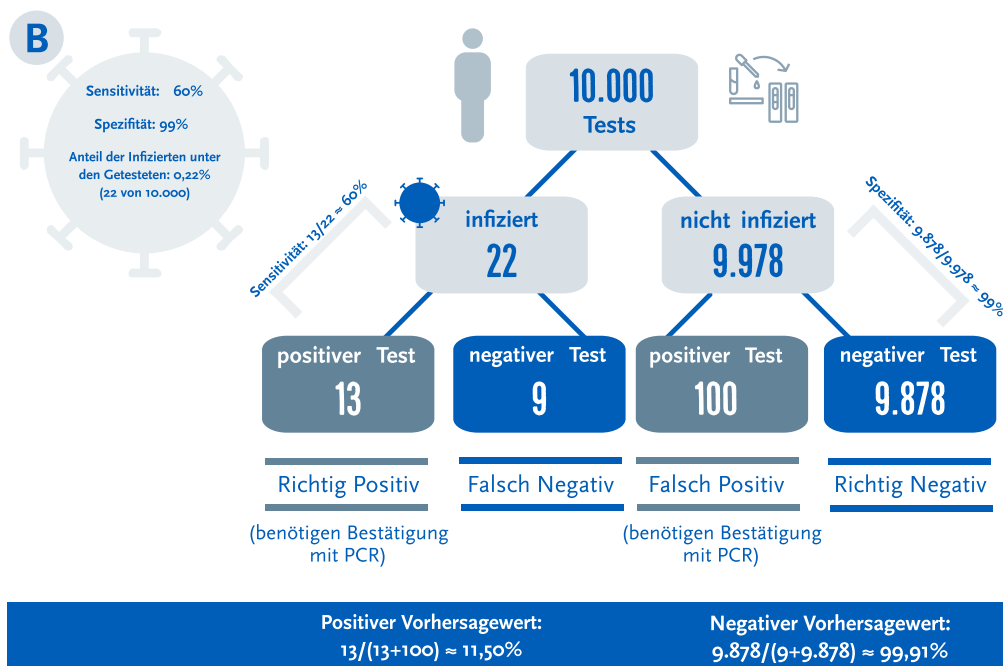 B
Sensitivität: 60%
Spezifität: 99%
Anteil der Infizierten unter
den Getesteten: 0,22%
(22 von 10.000)
10.000
Tests
Sensitivität: 13/22 ≈ 60%
infiziert
22
nicht infiziert
9.978
Spezifität: 9.878/9.978 ≈ 99%
positiver Test
13
negativer Test
9
positiver Test
100
negativer Test
9.878
Richtig Positiv
Falsch Negativ
Falsch Positiv
Richtig Negativ
(benötigen Bestätigung
mit PCR)
(benötigen Bestätigung
mit PCR)
Positiver Vorhersagewert:
13/(13+100) ≈ 11,50%
Negativer Vorhersagewert:
9.878/(9+9.878) ≈ 99,91%